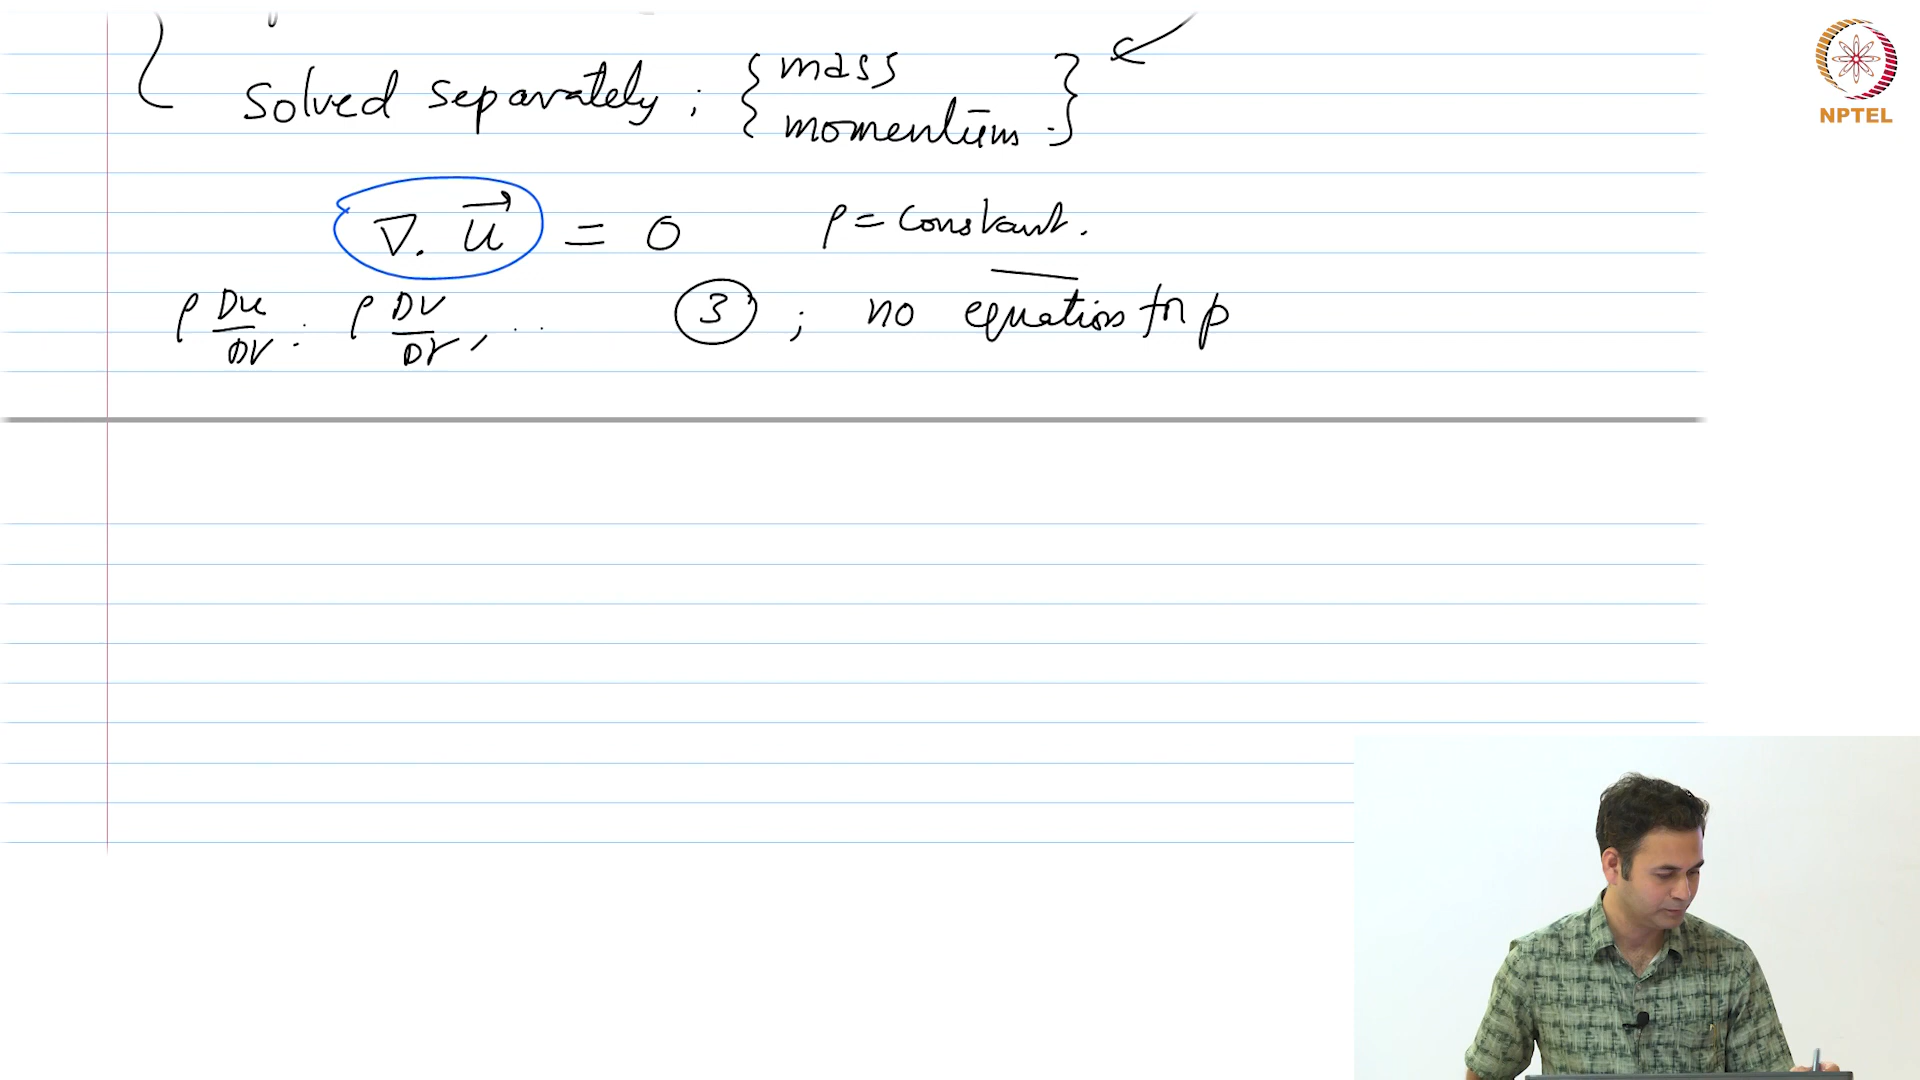 solved separately ; { mass
momentum . }
NPTEL
∇. u⃗ = 0 ρ = constant.
ρ Du/Dt : ρ Dv/Dt , .. 3 ; no equation for p